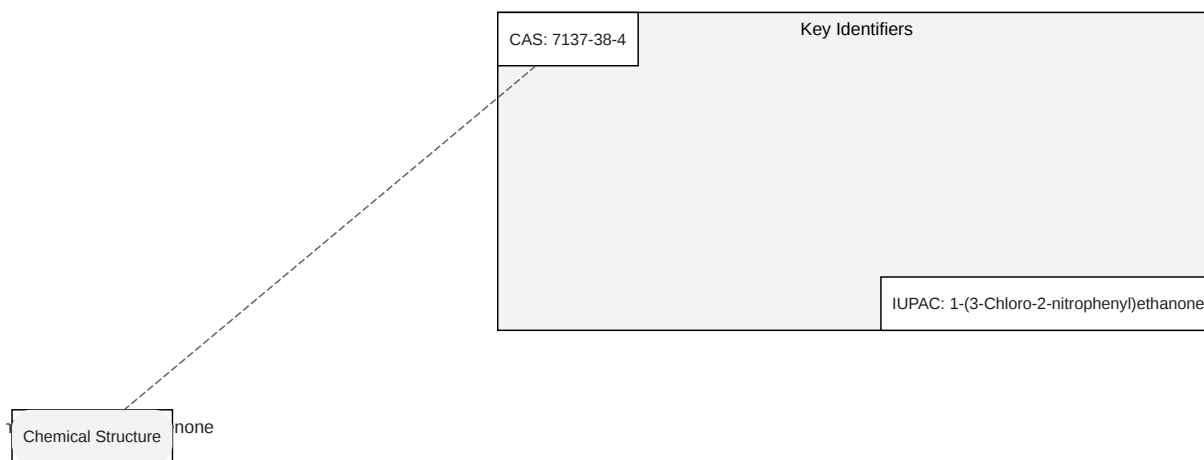 Key Identifiers
CAS: 7137-38-4
IUPAC: 1-(3-Chloro-2-nitrophenyl)ethanone
Chemical Structure
none